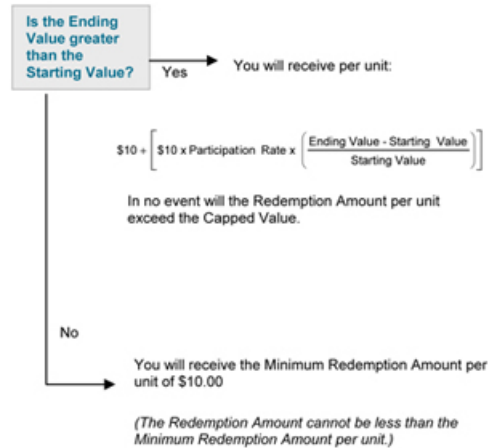 Is the Ending
Value greater
than the
Starting Value?
Yes
You will receive per unit:
$10 + [ $10 x Participation Rate x ( Ending Value - Starting Value
Starting Value ) ]
In no event will the Redemption Amount per unit
exceed the Capped Value.
No
You will receive the Minimum Redemption Amount per
unit of $10.00
(The Redemption Amount cannot be less than the
Minimum Redemption Amount per unit.)